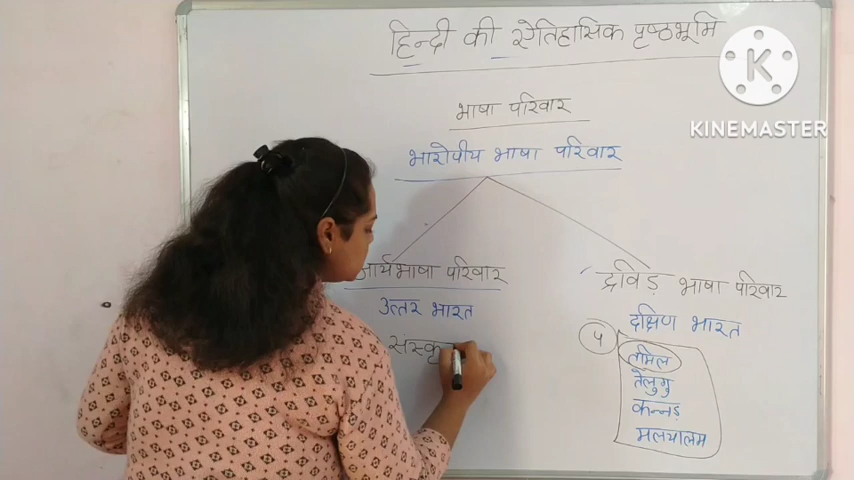 हिन्दी की ऐतिहासिक पृष्ठभूमि
भाषा परिवार
भारोपीय भाषा परिवार
आर्यभाषा परिवार
उत्तर भारत
संस्कृ
द्रविड़ भाषा परिवार
दक्षिण भारत
५
तमिल
तेलुगु
कन्नड़
मलयालम
K
KINEMASTER